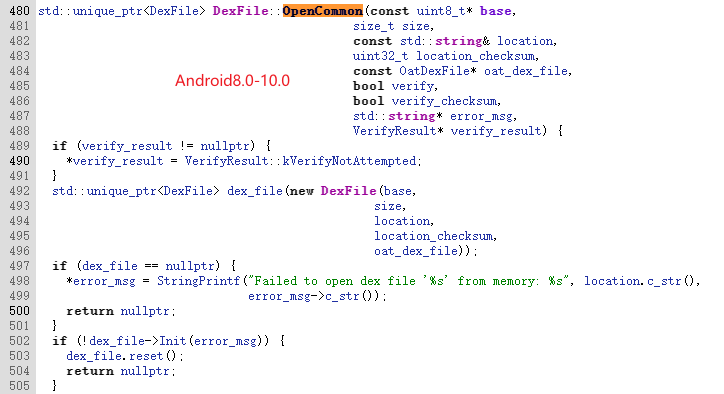 480 std::unique_ptr<DexFile> DexFile::OpenCommon(const uint8_t* base,
481 size_t size,
482 const std::string& location,
483 uint32_t location_checksum,
484 const OatDexFile* oat_dex_file,
Android8.0-10.0
485 bool verify,
486 bool verify_checksum,
487 std::string* error_msg,
488 VerifyResult* verify_result) {
489 if (verify_result != nullptr) {
490 *verify_result = VerifyResult::kVerifyNotAttempted;
491 }
492 std::unique_ptr<DexFile> dex_file(new DexFile(base,
493 size,
494 location,
495 location_checksum,
496 oat_dex_file));
497 if (dex_file == nullptr) {
498 *error_msg = StringPrintf("Failed to open dex file '%s' from memory: %s", location.c_str(),
499 error_msg->c_str());
500 return nullptr;
501 }
502 if (!dex_file->Init(error_msg)) {
503 dex_file.reset();
504 return nullptr;
505 }